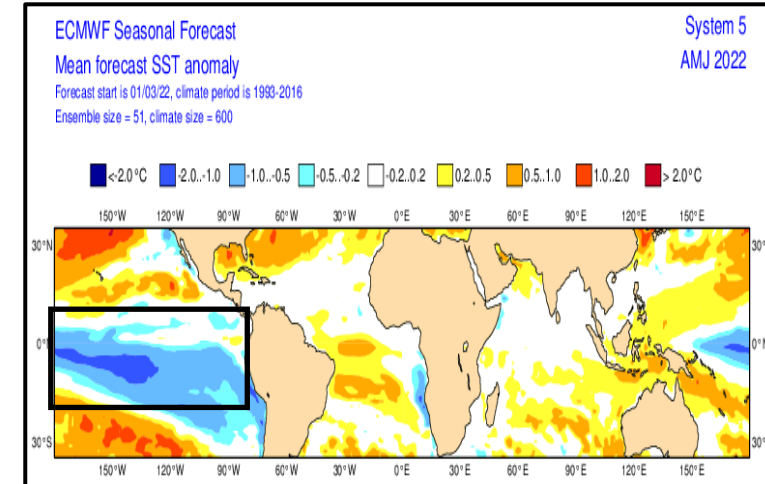 ECMWF Seasonal Forecast
System 5
Mean forecast SST anomaly
AMJ 2022
Forecast start is 01/03/22, climate period is 1993-2016
Ensemble size = 51, climate size = 600
<-2.0°C -2.0..-1.0 -1.0..-0.5 -0.5..-0.2 -0.2..0.2 0.2..0.5 0.5..1.0 1.0..2.0 > 2.0°C
150°W 120°W 90°W 60°W 30°W 0°E 30°E 60°E 90°E 120°E 150°E
30°N 30°
0°N 0°N
30°S 30°
150°W 120°W 90°W 60°W 30°W 0°E 30°E 60°E 90°E 120°E 150°E